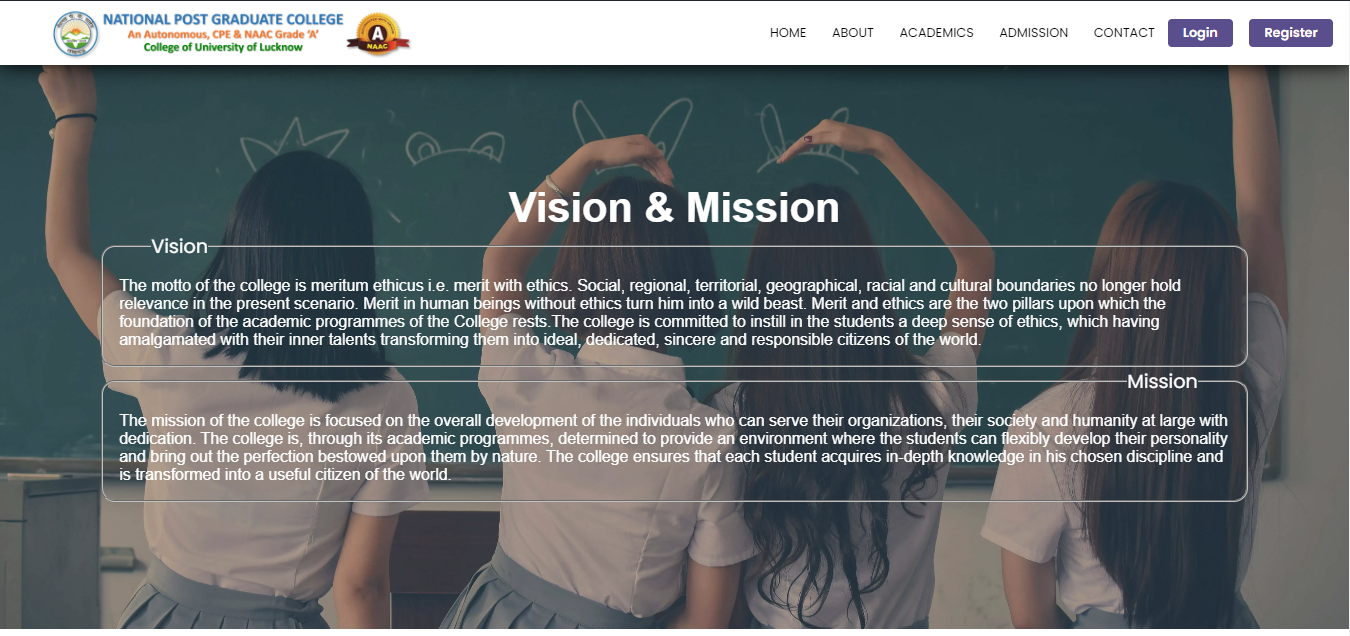 NATIONAL POST GRADUATE COLLEGE
An Autonomous, CPE & NAAC Grade 'A'
College of University of Lucknow
A
NAAC
HOME ABOUT ACADEMICS ADMISSION CONTACT Login Register
Vision & Mission
Vision
The motto of the college is meritum ethicus i.e. merit with ethics. Social, regional, territorial, geographical, racial and cultural boundaries no longer hold
relevance in the present scenario. Merit in human beings without ethics turn him into a wild beast. Merit and ethics are the two pillars upon which the
foundation of the academic programmes of the College rests.The college is committed to instill in the students a deep sense of ethics, which having
amalgamated with their inner talents transforming them into ideal, dedicated, sincere and responsible citizens of the world.
Mission
The mission of the college is focused on the overall development of the individuals who can serve their organizations, their society and humanity at large with
dedication. The college is, through its academic programmes, determined to provide an environment where the students can flexibly develop their personality
and bring out the perfection bestowed upon them by nature. The college ensures that each student acquires in-depth knowledge in his chosen discipline and
is transformed into a useful citizen of the world.